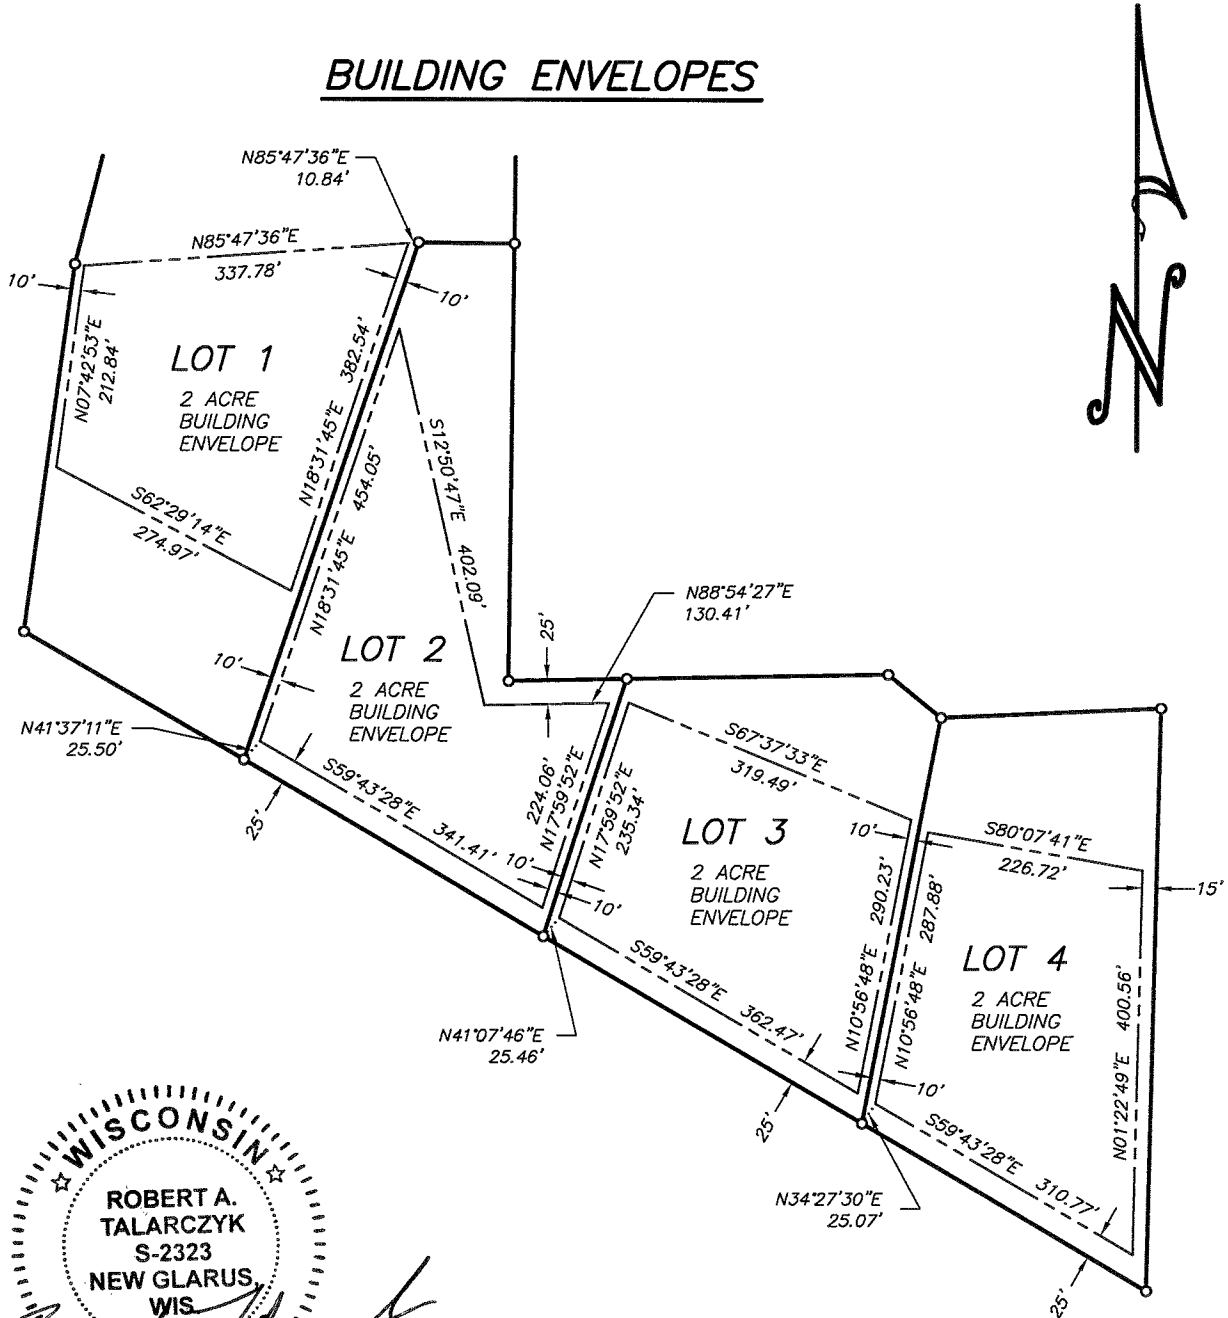 BUILDING ENVELOPES
N85°47'36"E
10.84'
N85°47'36"E
337.78'
10'
10'
N07°42'53"E
212.84'
LOT 1
2 ACRE
BUILDING
ENVELOPE
N18°31'45"E 382.54'
S62°29'14"E
274.97'
N18°31'45"E 454.05'
S12°50'47"E 402.09'
N88°54'27"E
130.41'
25'
LOT 2
2 ACRE
BUILDING
ENVELOPE
10'
N41°37'11"E
25.50'
S59°43'28"E 341.41'
25'
224.06'
N17°59'52"E
N17°59'52"E
235.34'
10'
10'
S67°37'33"E
319.49'
LOT 3
2 ACRE
BUILDING
ENVELOPE
10'
N10°56'48"E 290.23'
N10°56'48"E 287.88'
S80°07'41"E
226.72'
15'
LOT 4
2 ACRE
BUILDING
ENVELOPE
N01°22'49"E 400.56'
S59°43'28"E 362.47'
N41°07'46"E
25.46'
25'
10'
S59°43'28"E 310.77'
N34°27'30"E
25.07'
25'
N
WISCONSIN
ROBERT A.
TALARCZYK
S-2323
NEW GLARUS,
WIS.